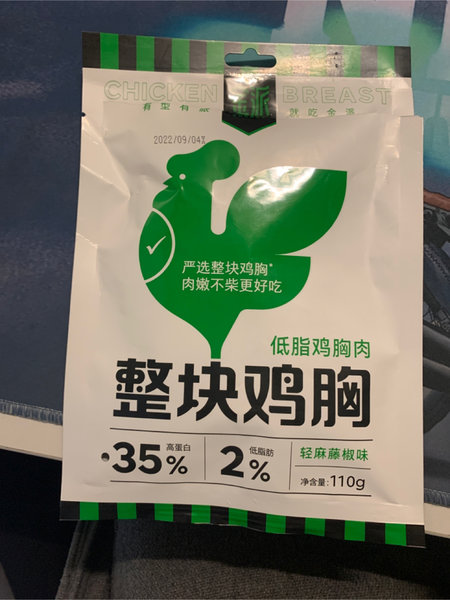 CHICKEN BREAST
有型有派 就吃金派
2022/09/04
严选整块鸡胸*
肉嫩不柴更好吃
低脂鸡胸肉
整块鸡胸
35% 高蛋白
2% 低脂肪
轻麻藤椒味
净含量:110g